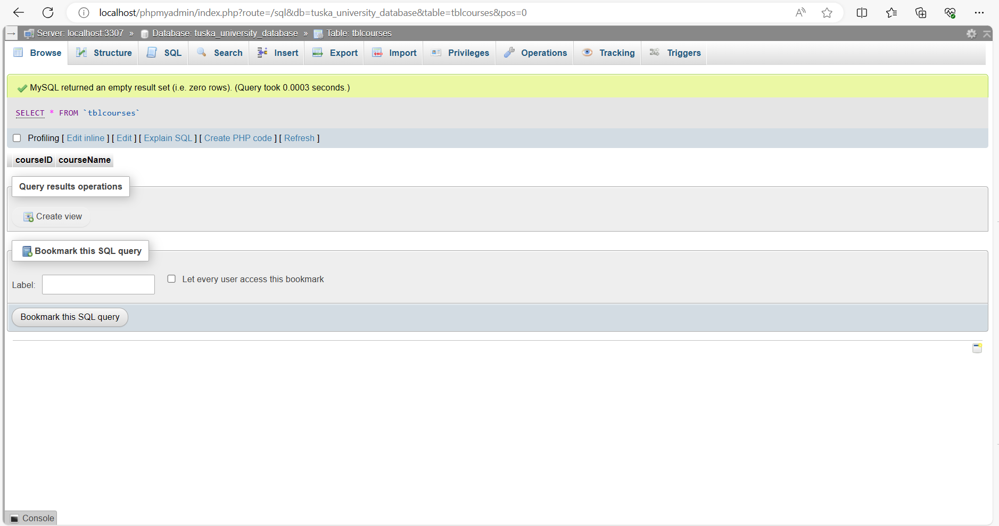 localhost/phpmyadmin/index.php?route=/sql&db=tuska_university_database&table=tblcourses&pos=0
Server: localhost:3307 » Database: tuska_university_database » Table: tblcourses
Browse Structure SQL Search Insert Export Import Privileges Operations Tracking Triggers
MySQL returned an empty result set (i.e. zero rows). (Query took 0.0003 seconds.)
SELECT * FROM `tblcourses`
Profiling [ Edit inline ] [ Edit ] [ Explain SQL ] [ Create PHP code ] [ Refresh ]
courseID courseName
Query results operations
Create view
Bookmark this SQL query
Label: Let every user access this bookmark
Bookmark this SQL query
Console